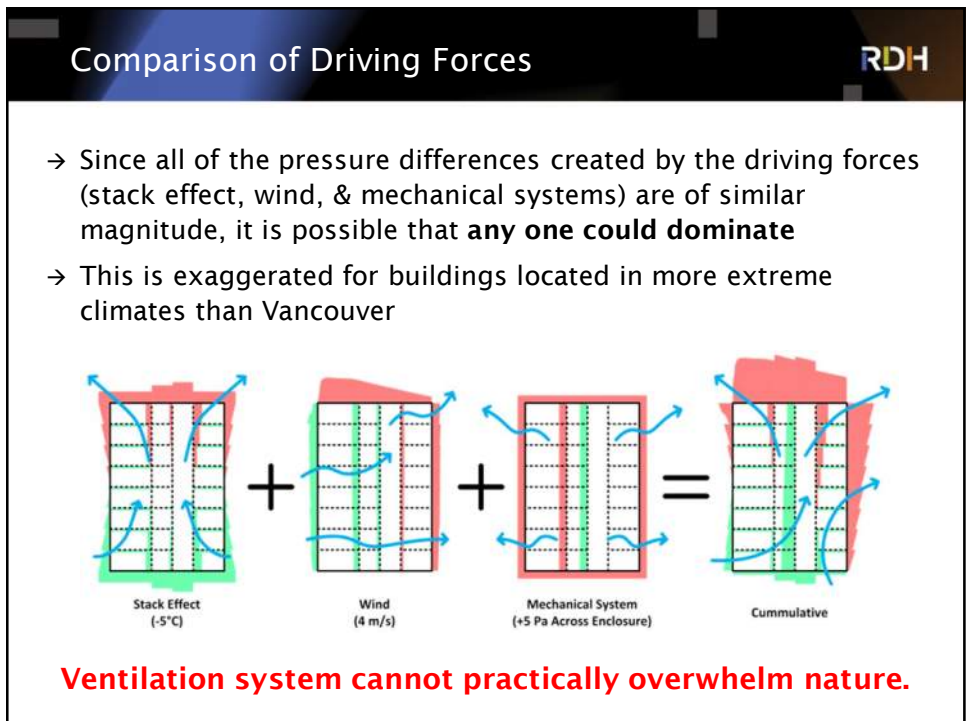 Comparison of Driving Forces
RDH
→ Since all of the pressure differences created by the driving forces
(stack effect, wind, & mechanical systems) are of similar
magnitude, it is possible that any one could dominate
→ This is exaggerated for buildings located in more extreme
climates than Vancouver
+ + =
Stack Effect
(-5°C)
Wind
(4 m/s)
Mechanical System
(+5 Pa Across Enclosure)
Cummulative
Ventilation system cannot practically overwhelm nature.